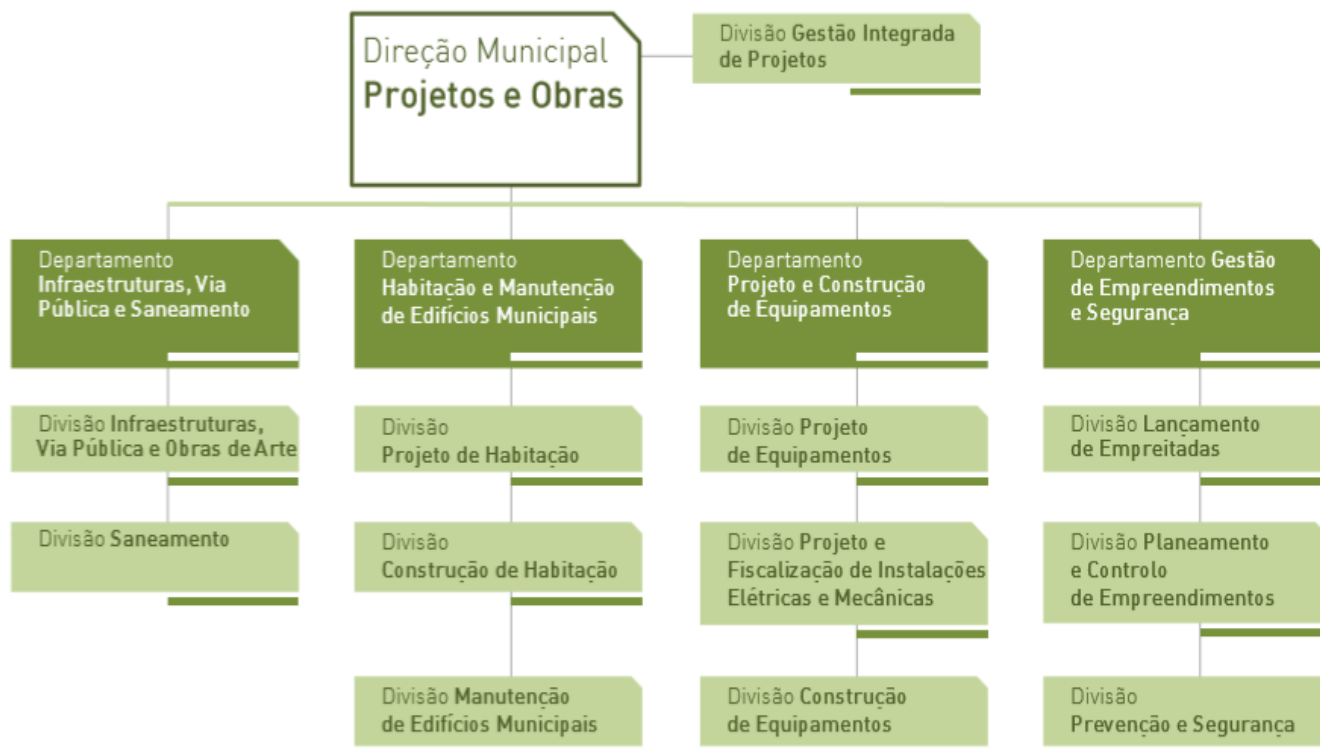 Direção Municipal
Projetos e Obras
Divisão Gestão Integrada
de Projetos
Departamento
Infraestruturas, Via
Pública e Saneamento
Departamento
Habitação e Manutenção
de Edifícios Municipais
Departamento
Projeto e Construção
de Equipamentos
Departamento Gestão
de Empreendimentos
e Segurança
Divisão Infraestruturas,
Via Pública e Obras de Arte
Divisão
Projeto de Habitação
Divisão Projeto
de Equipamentos
Divisão Lançamento
de Empreitadas
Divisão Saneamento
Divisão
Construção de Habitação
Divisão Projeto e
Fiscalização de Instalações
Elétricas e Mecânicas
Divisão Planeamento
e Controlo
de Empreendimentos
Divisão Manutenção
de Edifícios Municipais
Divisão Construção
de Equipamentos
Divisão
Prevenção e Segurança